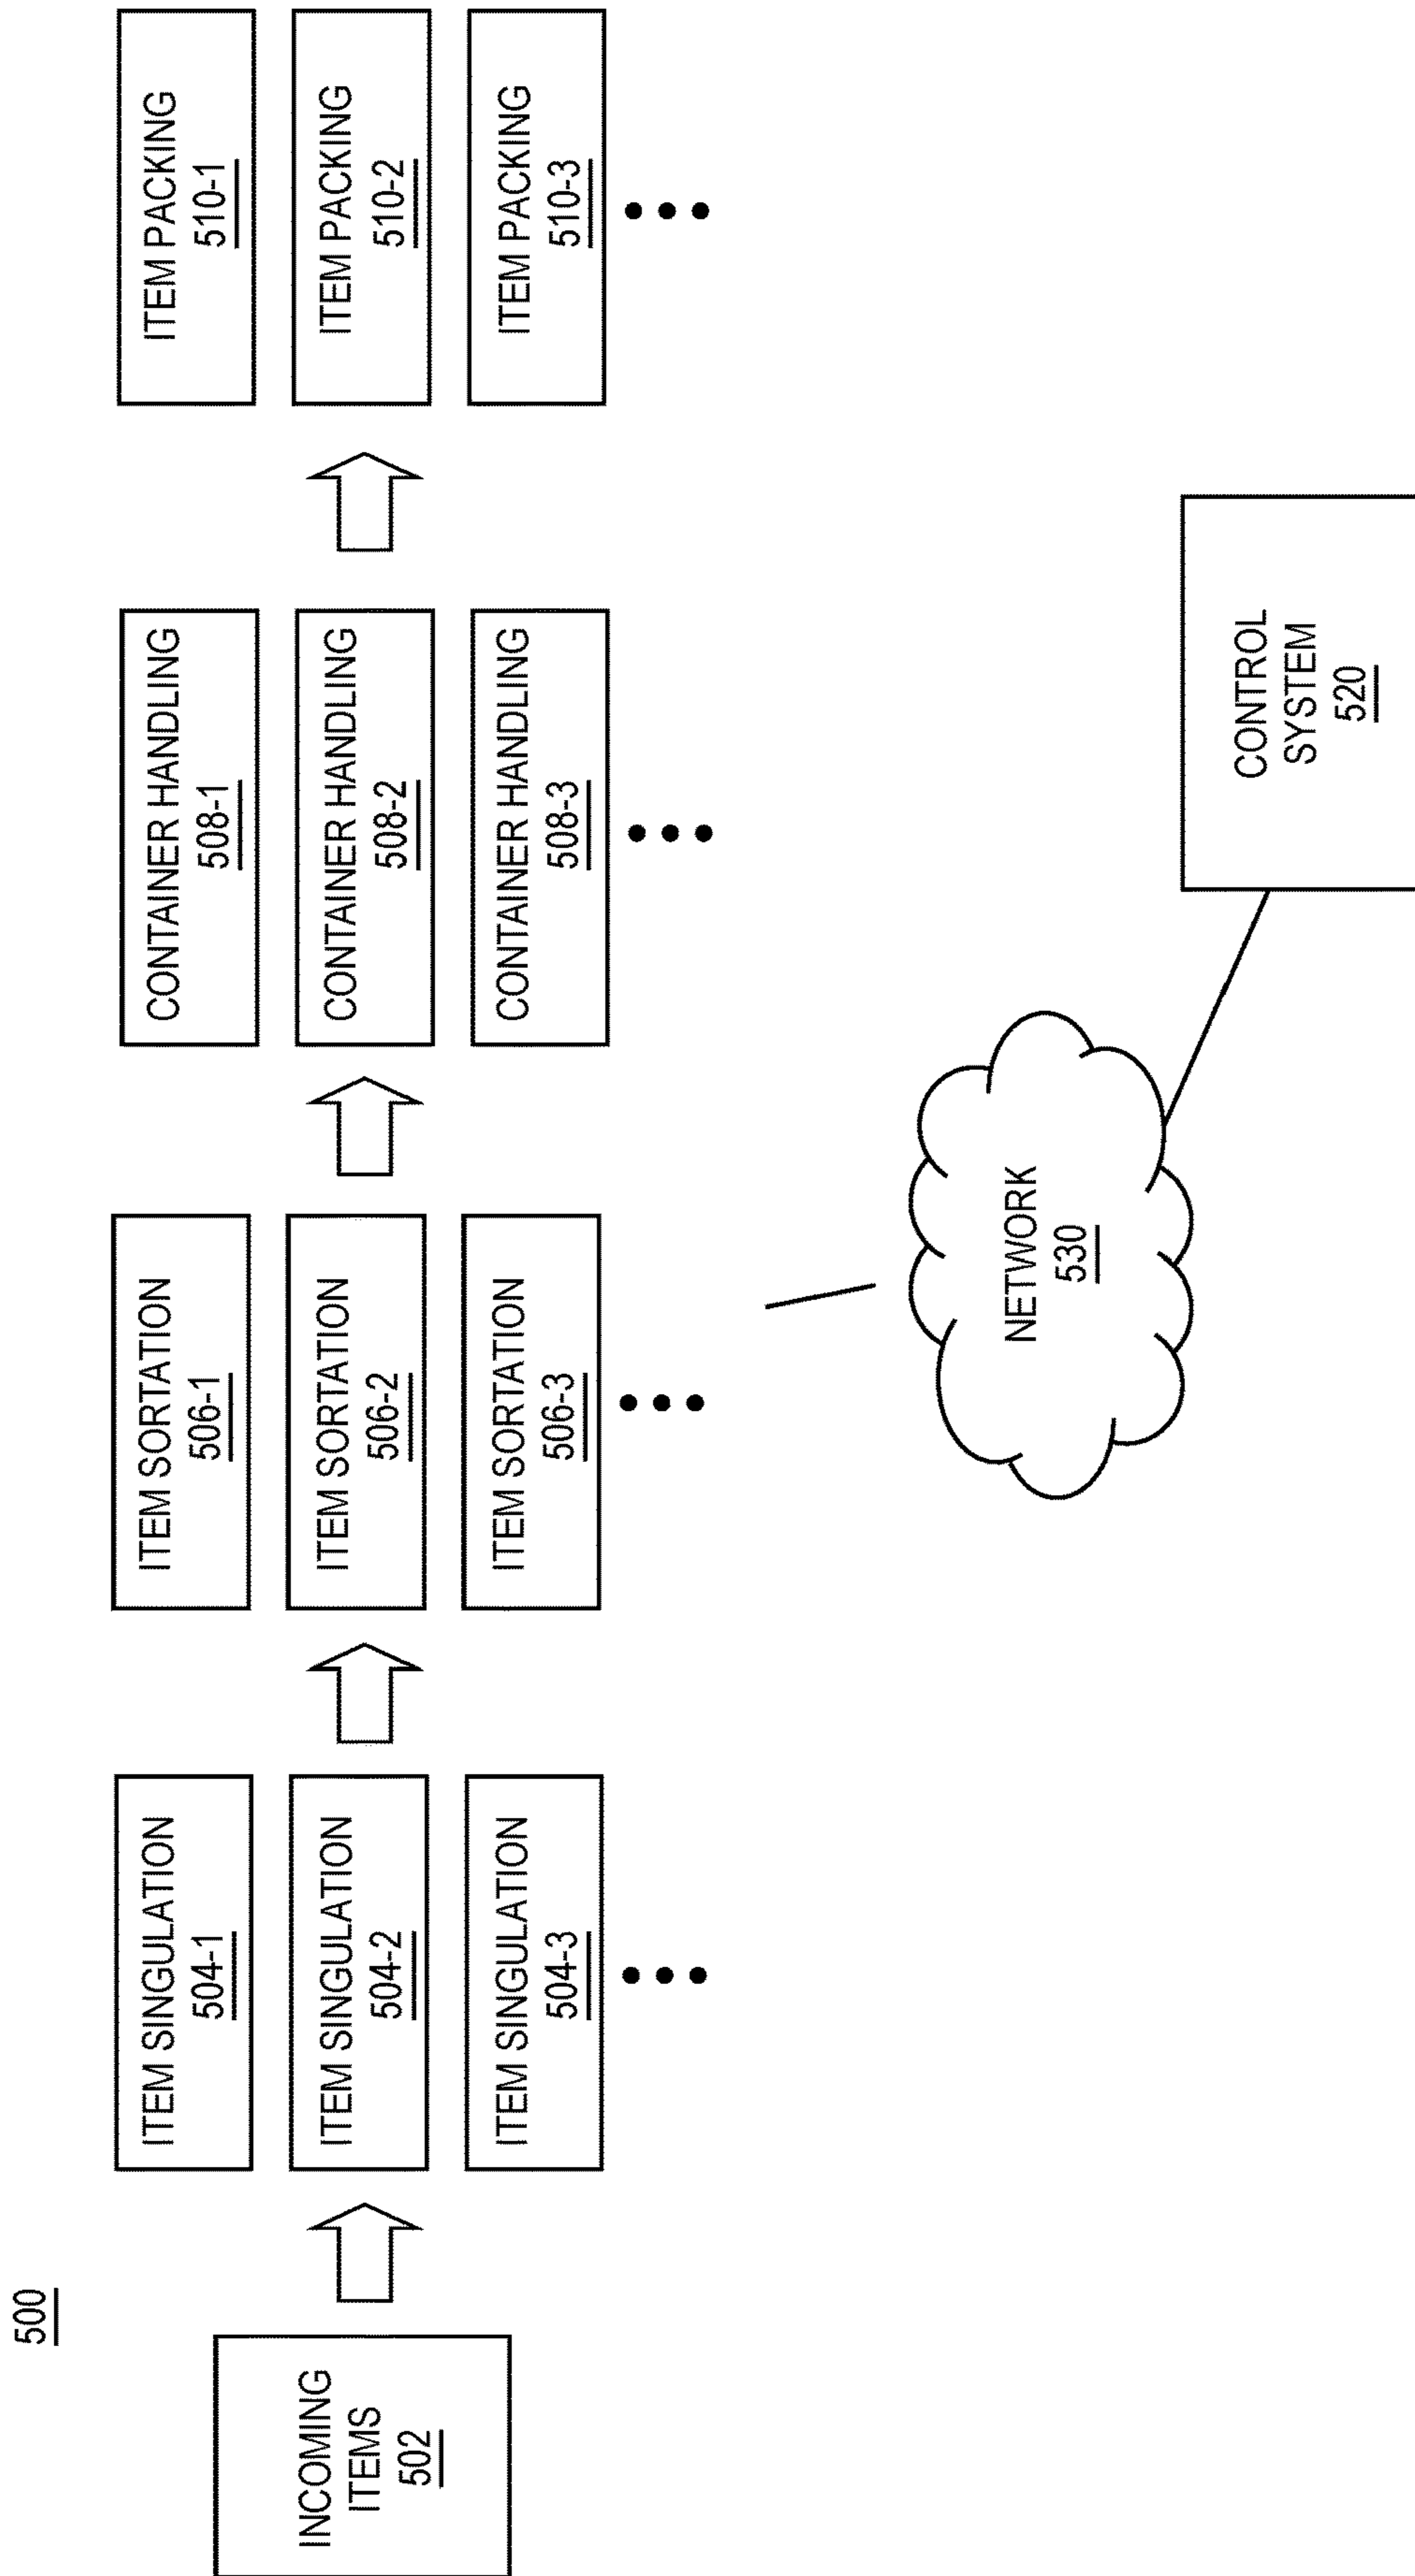 500
INCOMING
ITEMS
502
ITEM SINGULATION
504-1
ITEM SINGULATION
504-2
ITEM SINGULATION
504-3
ITEM SORTATION
506-1
ITEM SORTATION
506-2
ITEM SORTATION
506-3
CONTAINER HANDLING
508-1
CONTAINER HANDLING
508-2
CONTAINER HANDLING
508-3
ITEM PACKING
510-1
ITEM PACKING
510-2
ITEM PACKING
510-3
NETWORK
530
CONTROL
SYSTEM
520